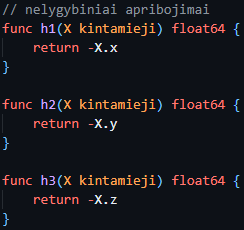 // nelygybiniai apribojimai
func h1(X kintamieji) float64 {
    return -X.x
}

func h2(X kintamieji) float64 {
    return -X.y
}

func h3(X kintamieji) float64 {
    return -X.z
}